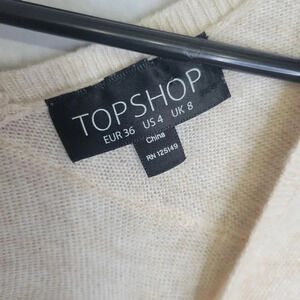 TOPSHOP
EUR 36 US 4 UK 8
China
RN 125149